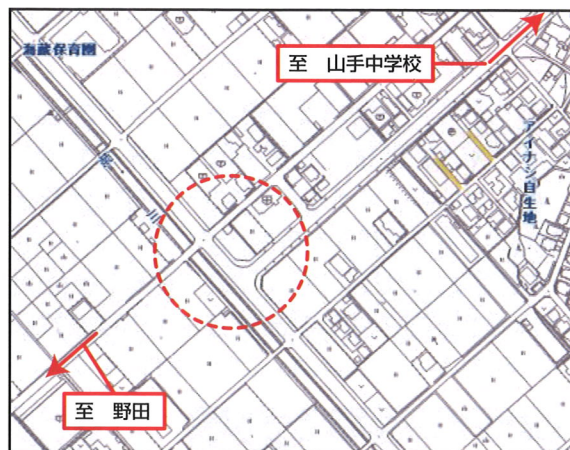 海蔵保育園
至　山手中学校
アイナシ自生地
川
至　野田